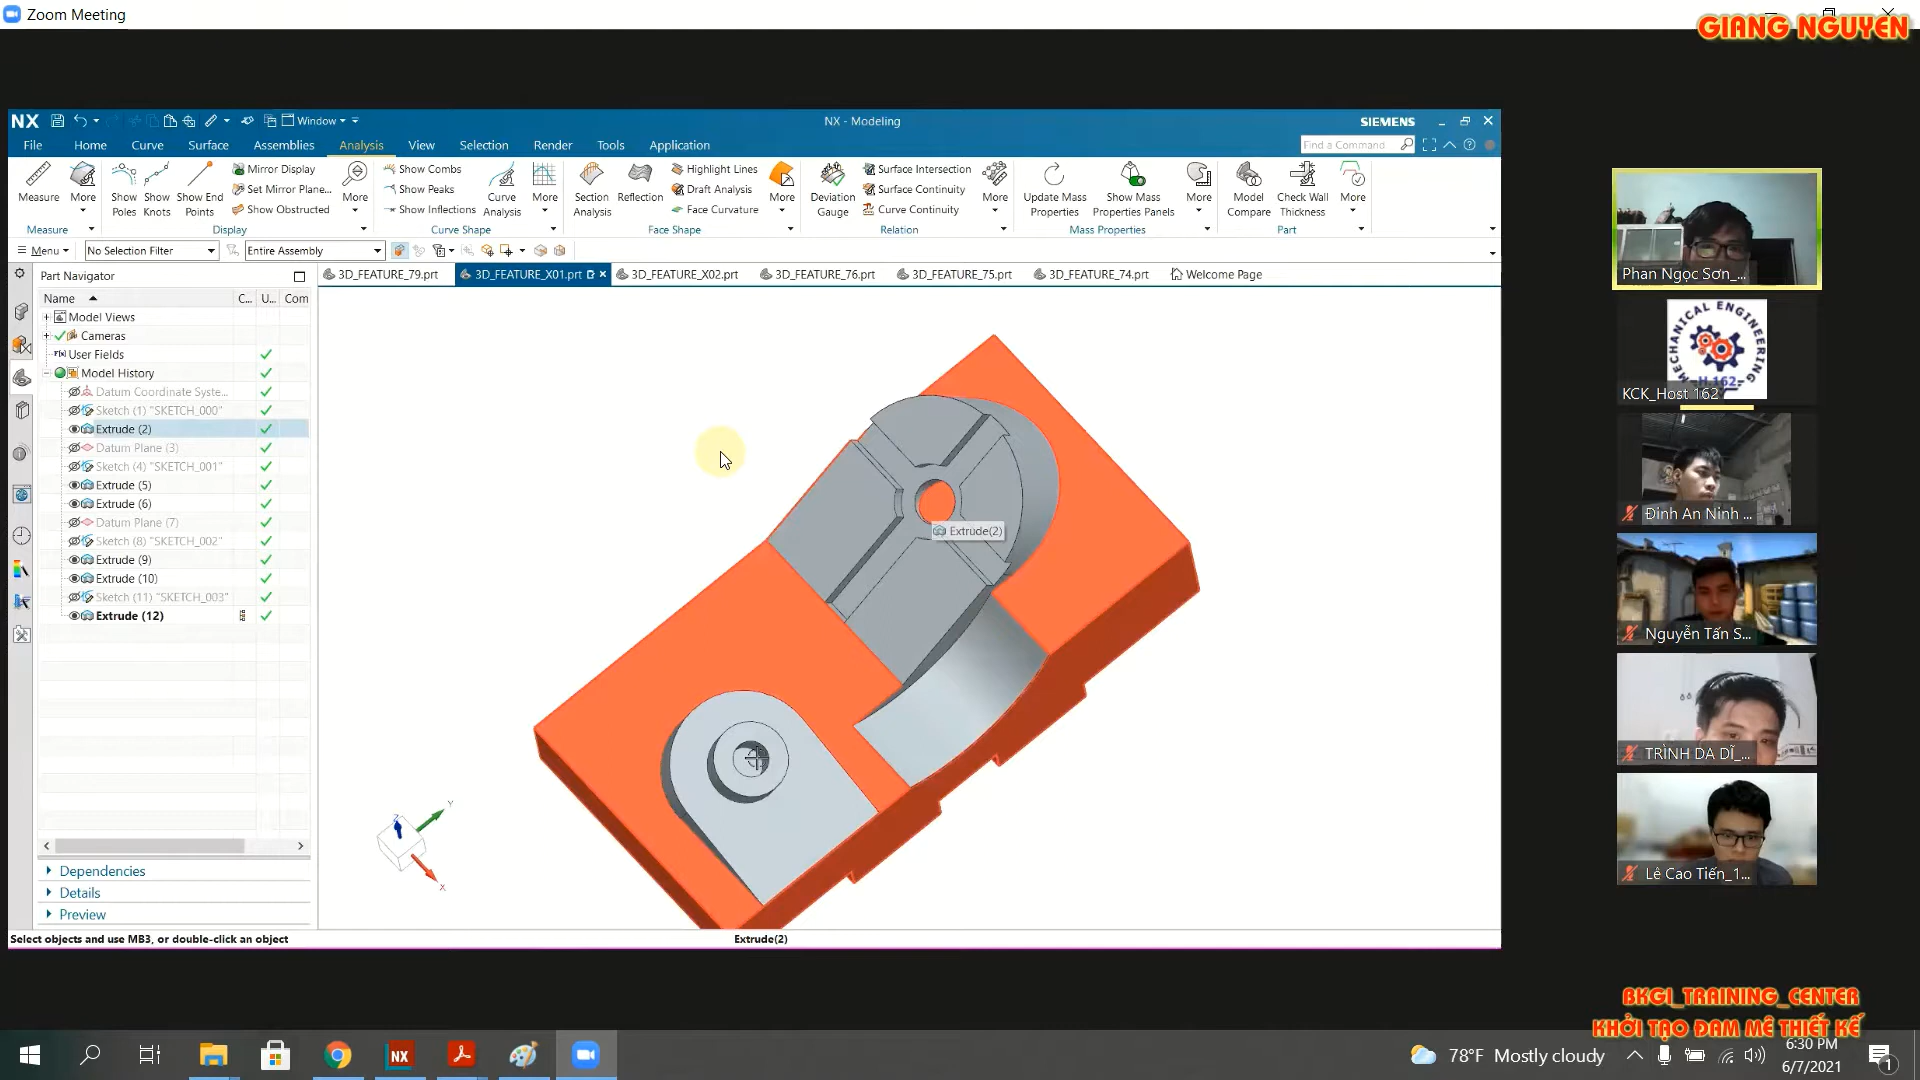 Zoom Meeting
GIANG NGUYEN
NX
Window
NX - Modeling
SIEMENS
File Home Curve Surface Assemblies Analysis View Selection Render Tools Application
Find a Command
Measure
More
Show Poles
Show Knots
Show End Points
Mirror Display
Set Mirror Plane...
Show Obstructed
More
Show Combs
Show Peaks
Show Inflections
Curve Analysis
More
Section Analysis
Reflection
Highlight Lines
Draft Analysis
Face Curvature
More
Deviation Gauge
Surface Intersection
Surface Continuity
Curve Continuity
More
Update Mass Properties
Show Mass Properties Panels
More
Model Compare
Check Wall Thickness
More
Measure Display Curve Shape Face Shape Relation Mass Properties Part
Menu No Selection Filter Entire Assembly
Part Navigator
3D_FEATURE_79.prt 3D_FEATURE_X01.prt 3D_FEATURE_X02.prt 3D_FEATURE_76.prt 3D_FEATURE_75.prt 3D_FEATURE_74.prt Welcome Page
Name C... U... Com
Model Views
Cameras
User Fields
Model History
Datum Coordinate Syste...
Sketch (1) "SKETCH_000"
Extrude (2)
Datum Plane (3)
Sketch (4) "SKETCH_001"
Extrude (5)
Extrude (6)
Datum Plane (7)
Sketch (8) "SKETCH_002"
Extrude (9)
Extrude (10)
Sketch (11) "SKETCH_003"
Extrude (12)
Extrude(2)
Z
Y
X
Dependencies
Details
Preview
Select objects and use MB3, or double-click an object
Extrude(2)
Phan Ngọc Sơn_...
MECHANICAL ENGINEERING
H.162
KCK_Host 162
Đinh An Ninh ...
Nguyễn Tấn S...
TRÌNH DA DĨ_...
Lê Cao Tiến_1...
BKGI_TRAINING_CENTER
KHỞI TẠO ĐAM MÊ THIẾT KẾ
NX
78°F Mostly cloudy
6:30 PM
6/7/2021
1